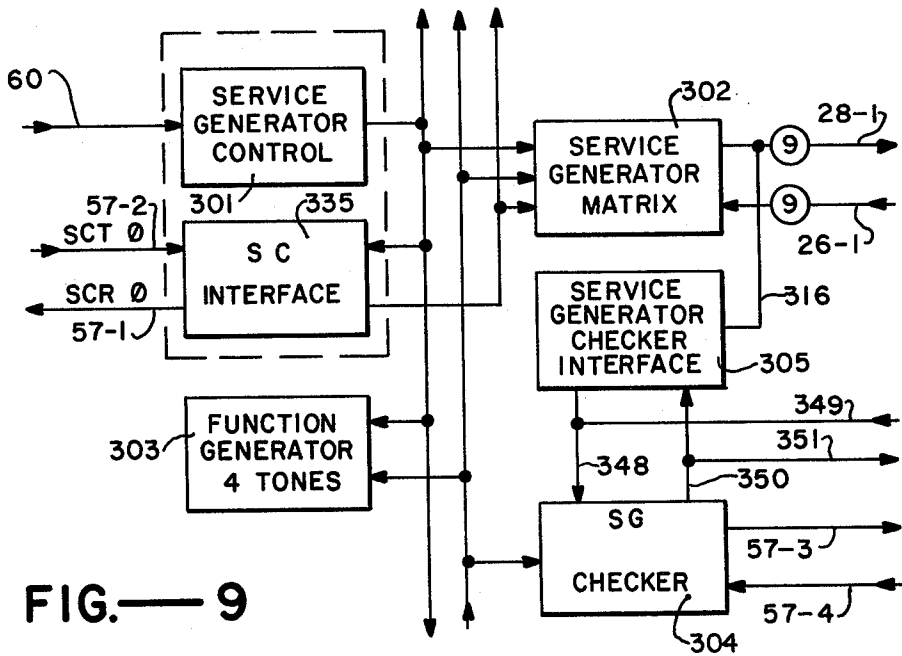 60
SERVICE
GENERATOR
CONTROL
301
57-2
SCT Ø
335
S C
INTERFACE
SCR Ø
57-1
302
SERVICE
GENERATOR
MATRIX
9
28-1
9
26-1
316
SERVICE
GENERATOR
CHECKER
INTERFACE
305
349
351
348
350
303
FUNCTION
GENERATOR
4 TONES
SG
CHECKER
57-3
57-4
304
FIG.— 9